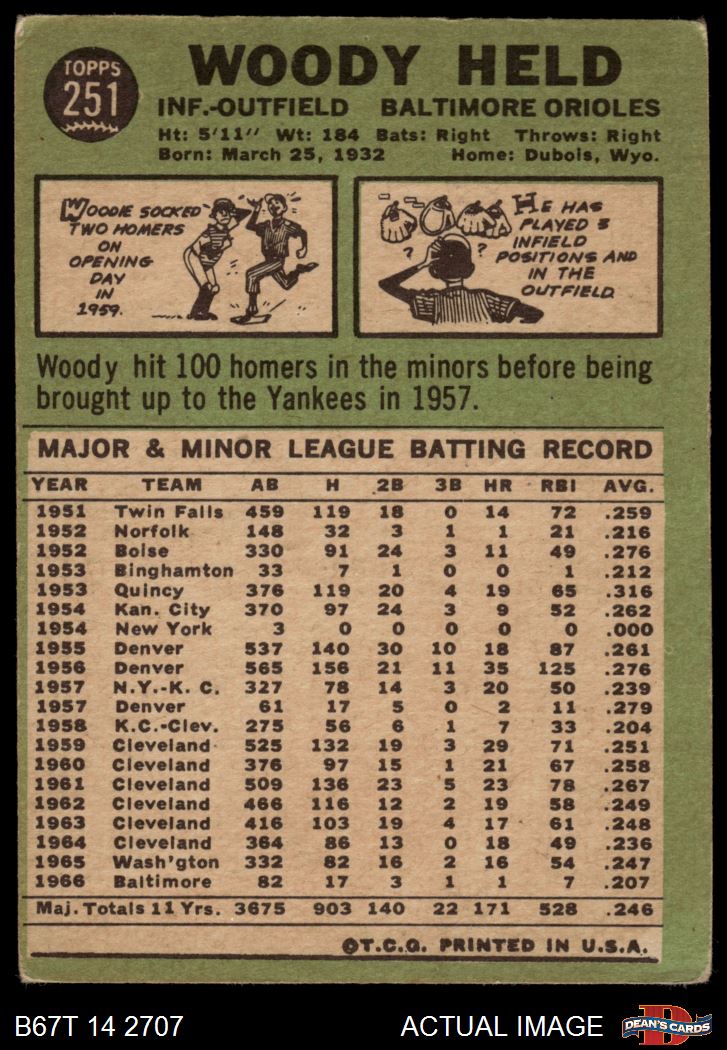 TOPPS
251
WOODY HELD
INF.-OUTFIELD BALTIMORE ORIOLES
Ht: 5'11" Wt: 184 Bats: Right Throws: Right
Born: March 25, 1932 Home: Dubois, Wyo.
WOODIE SOCKED
TWO HOMERS
ON
OPENING
DAY
IN
1959.
HE HAS
PLAYED 3
INFIELD
POSITIONS AND
IN THE
OUTFIELD
? ?
Woody hit 100 homers in the minors before being
brought up to the Yankees in 1957.
MAJOR & MINOR LEAGUE BATTING RECORD
YEAR TEAM AB H 2B 3B HR RBI AVG.
1951 Twin Falls 459 119 18 0 14 72 .259
1952 Norfolk 148 32 3 1 1 21 .216
1952 Boise 330 91 24 3 11 49 .276
1953 Binghamton 33 7 1 0 0 1 .212
1953 Quincy 376 119 20 4 19 65 .316
1954 Kan. City 370 97 24 3 9 52 .262
1954 New York 3 0 0 0 0 0 .000
1955 Denver 537 140 30 10 18 87 .261
1956 Denver 565 156 21 11 35 125 .276
1957 N.Y.-K. C. 327 78 14 3 20 50 .239
1957 Denver 61 17 5 0 2 11 .279
1958 K.C.-Clev. 275 56 6 1 7 33 .204
1959 Cleveland 525 132 19 3 29 71 .251
1960 Cleveland 376 97 15 1 21 67 .258
1961 Cleveland 509 136 23 5 23 78 .267
1962 Cleveland 466 116 12 2 19 58 .249
1963 Cleveland 416 103 19 4 17 61 .248
1964 Cleveland 364 86 13 0 18 49 .236
1965 Wash'gton 332 82 16 2 16 54 .247
1966 Baltimore 82 17 3 1 1 7 .207
Maj. Totals 11 Yrs. 3675 903 140 22 171 528 .246
©T.C.G. PRINTED IN U.S.A.
B67T 14 2707 ACTUAL IMAGE
D
DEAN'S CARDS